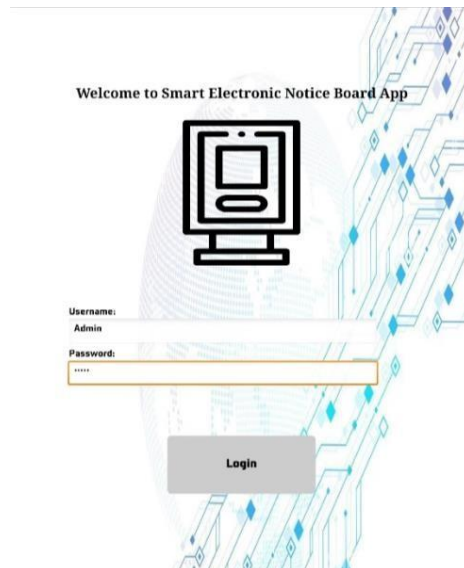 Welcome to Smart Electronic Notice Board App
Username:
Admin
Password:
•••••
Login